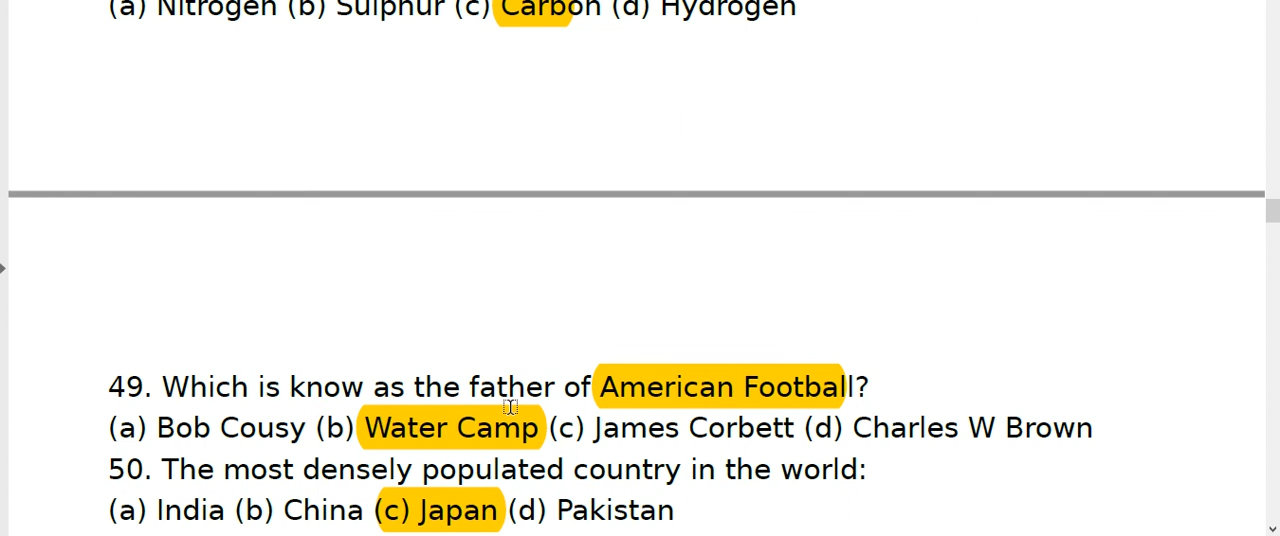 (a) Nitrogen (b) Sulphur (c) Carbon (d) Hydrogen
49. Which is know as the father of American Football?
(a) Bob Cousy (b) Water Camp (c) James Corbett (d) Charles W Brown
50. The most densely populated country in the world:
(a) India (b) China (c) Japan (d) Pakistan